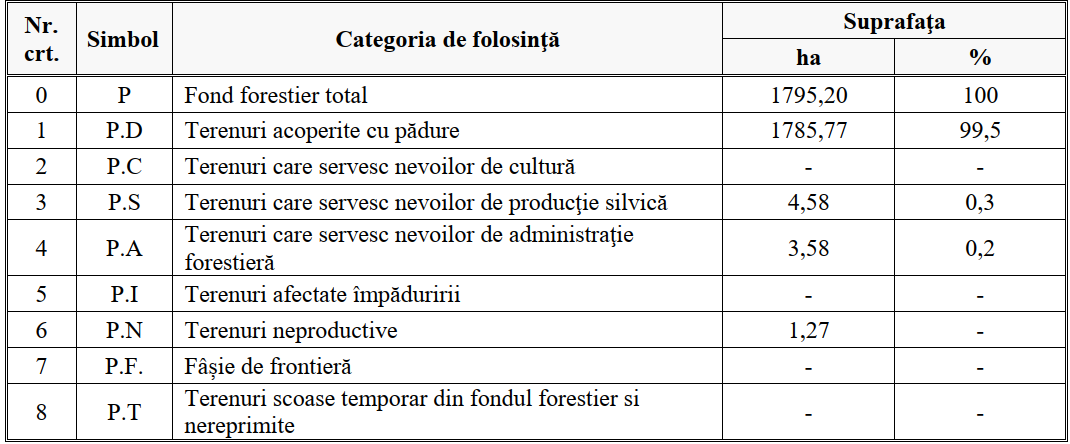 Nr. crt. Simbol Categoria de folosinţă Suprafaţa
ha %
0 P Fond forestier total 1795,20 100
1 P.D Terenuri acoperite cu pădure 1785,77 99,5
2 P.C Terenuri care servesc nevoilor de cultură - -
3 P.S Terenuri care servesc nevoilor de producţie silvică 4,58 0,3
4 P.A Terenuri care servesc nevoilor de administraţie
forestieră 3,58 0,2
5 P.I Terenuri afectate împăduririi - -
6 P.N Terenuri neproductive 1,27 -
7 P.F. Fâșie de frontieră - -
8 P.T Terenuri scoase temporar din fondul forestier si
nereprimite - -